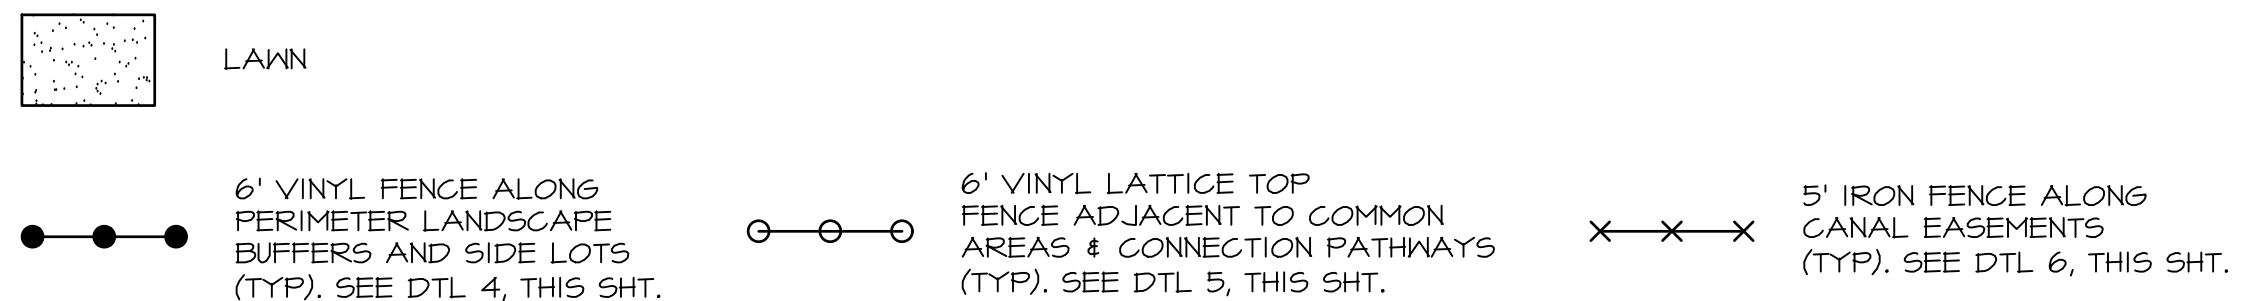 LAWN
6' VINYL FENCE ALONG
PERIMETER LANDSCAPE
BUFFERS AND SIDE LOTS
(TYP). SEE DTL 4, THIS SHT.
6' VINYL LATTICE TOP
FENCE ADJACENT TO COMMON
AREAS & CONNECTION PATHWAYS
(TYP). SEE DTL 5, THIS SHT.
5' IRON FENCE ALONG
CANAL EASEMENTS
(TYP). SEE DTL 6, THIS SHT.